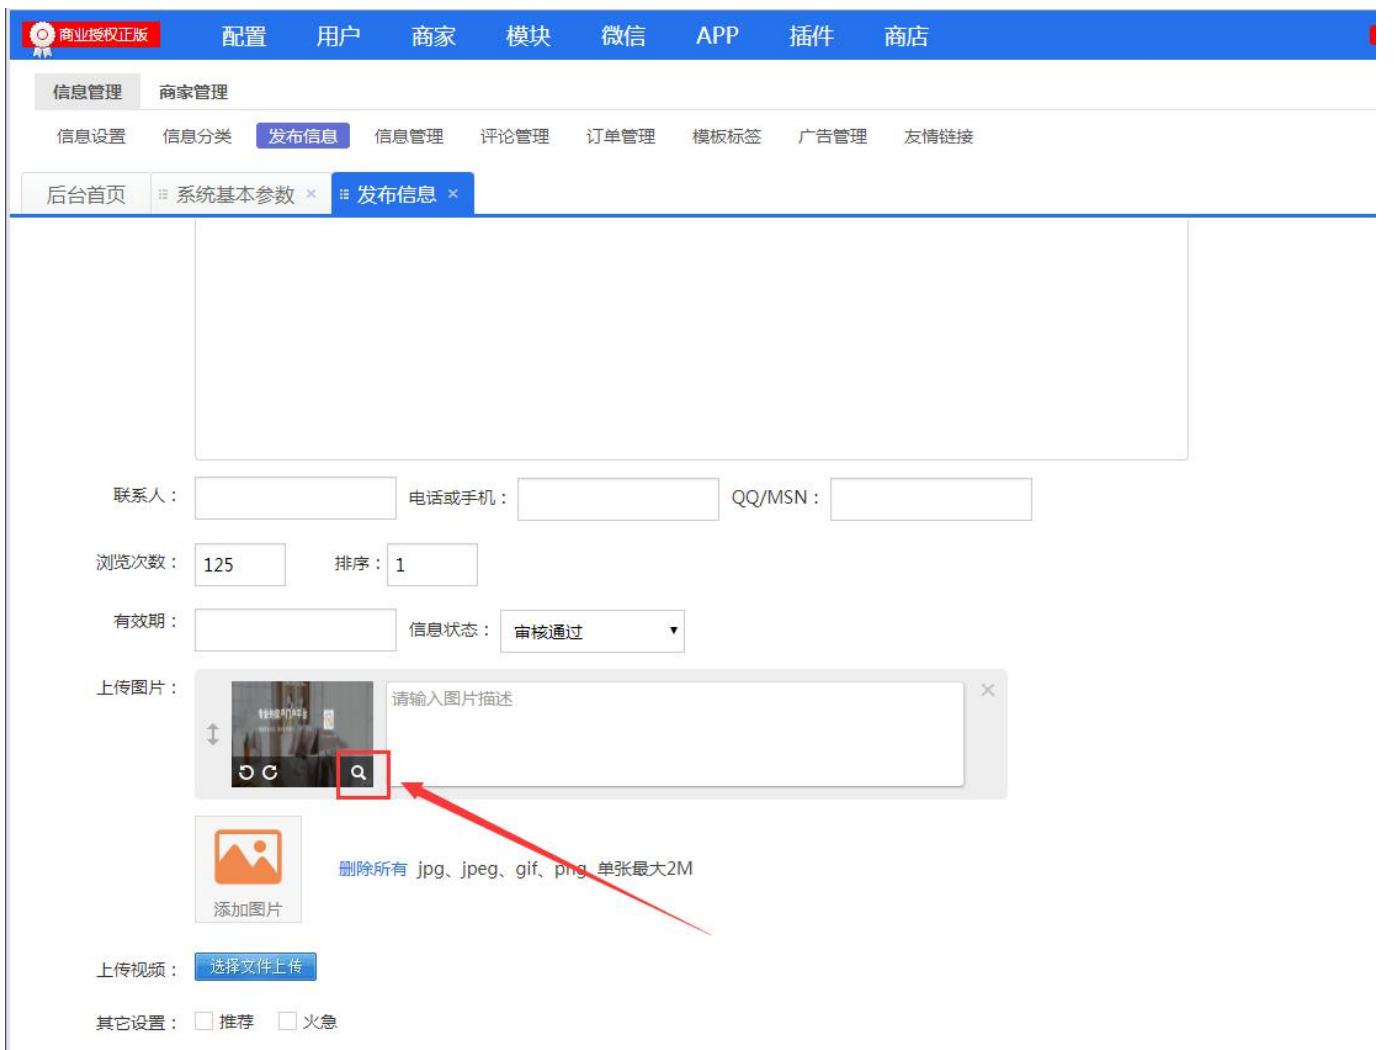 商业授权正版 配置 用户 商家 模块 微信 APP 插件 商店
信息管理 商家管理
信息设置 信息分类 发布信息 信息管理 评论管理 订单管理 模板标签 广告管理 友情链接
后台首页 系统基本参数 × 发布信息 ×
联系人： 电话或手机： QQ/MSN：
浏览次数： 125 排序： 1
有效期： 信息状态： 审核通过
上传图片： 请输入图片描述
添加图片
删除所有 jpg、jpeg、gif、png 单张最大2M
上传视频： 选择文件上传
其它设置： 推荐 火急